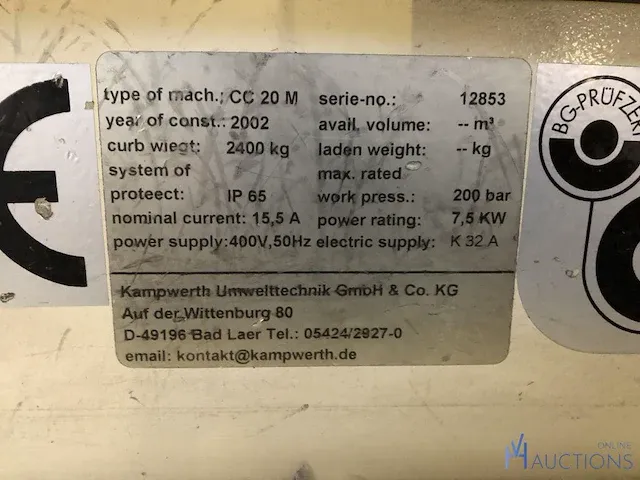 type of mach.: CC 20 M serie-no.: 12853
year of const.: 2002 avail. volume: -- m³
curb wiegt: 2400 kg laden weight: -- kg
system of max. rated
proteect: IP 65 work press.: 200 bar
nominal current: 15,5 A power rating: 7,5 KW
power supply:400V,50Hz electric supply: K 32 A
Kampwerth Umwelttechnik GmbH & Co. KG
Auf der Wittenburg 80
D-49196 Bad Laer Tel.: 05424/2927-0
email: kontakt@kampwerth.de
BG-PRÜFZER
ONLINE
AUCTIONS